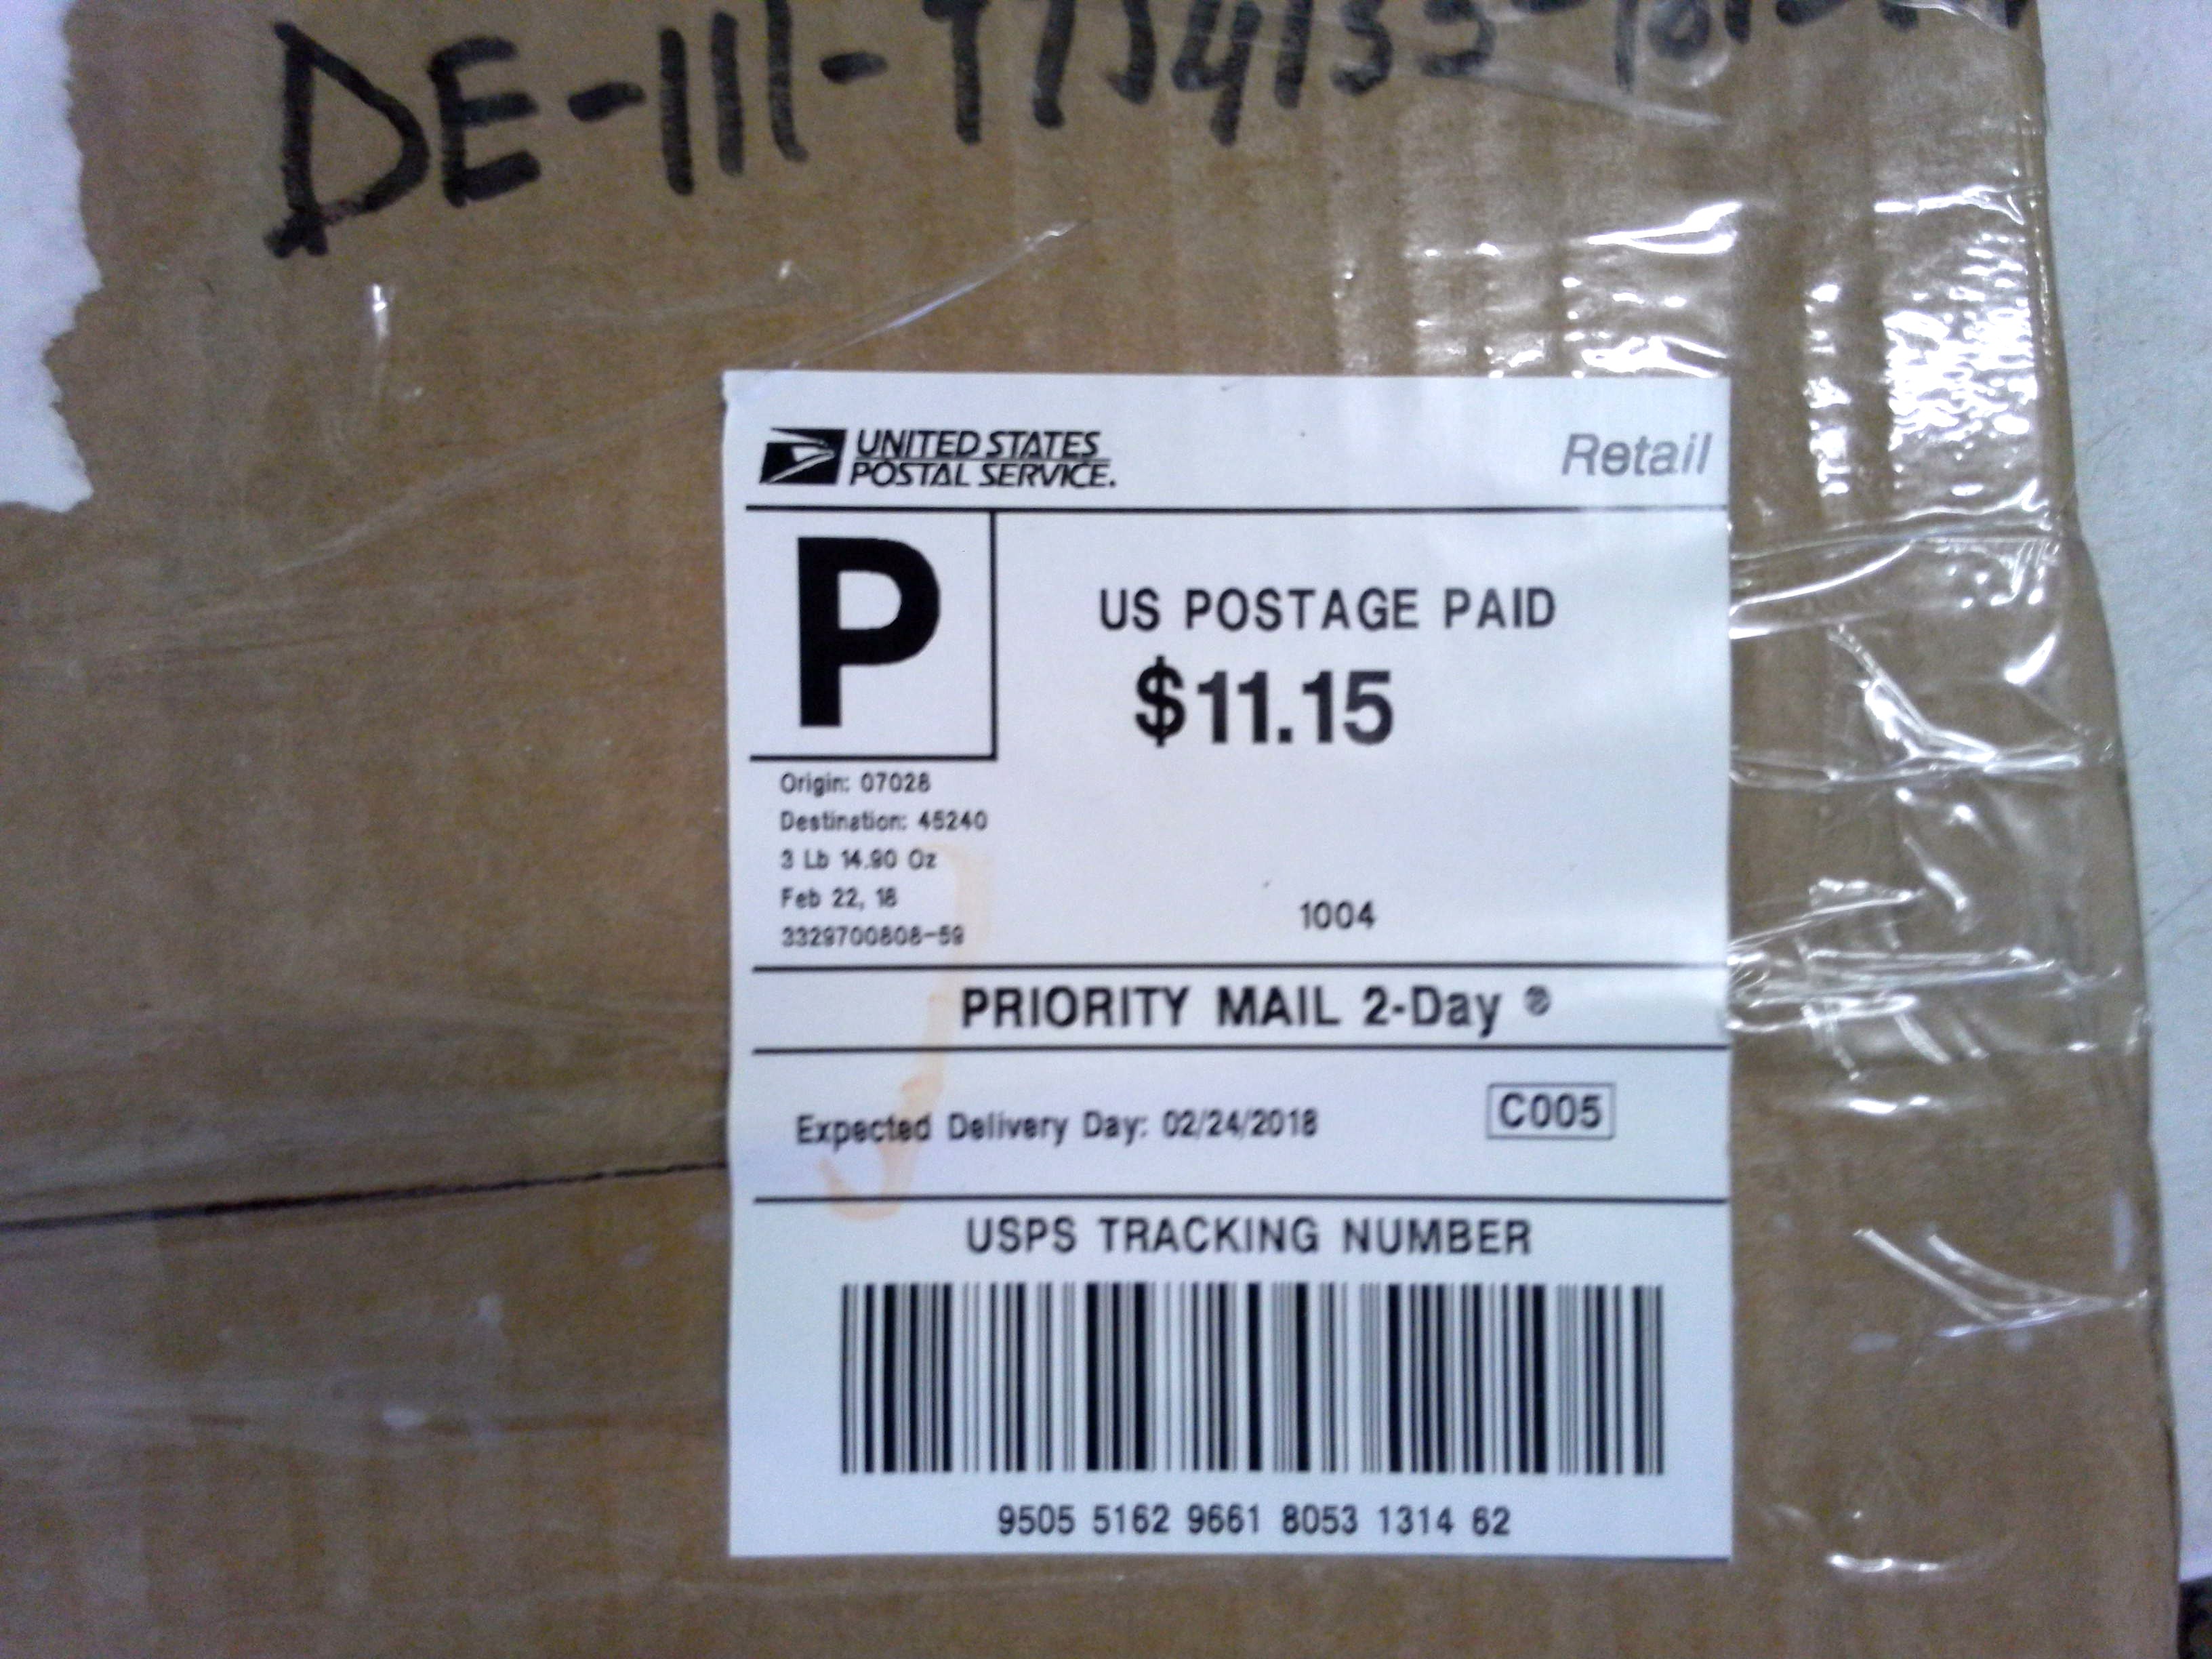 UNITED STATES
POSTAL SERVICE.
Retail
P
US POSTAGE PAID
$11.15
Origin: 07028
Destination: 45240
3 Lb 14.90 Oz
Feb 22, 18
3329700808-59
1004
PRIORITY MAIL 2-Day ®
Expected Delivery Day: 02/24/2018
C005
USPS TRACKING NUMBER
9505 5162 9661 8053 1314 62